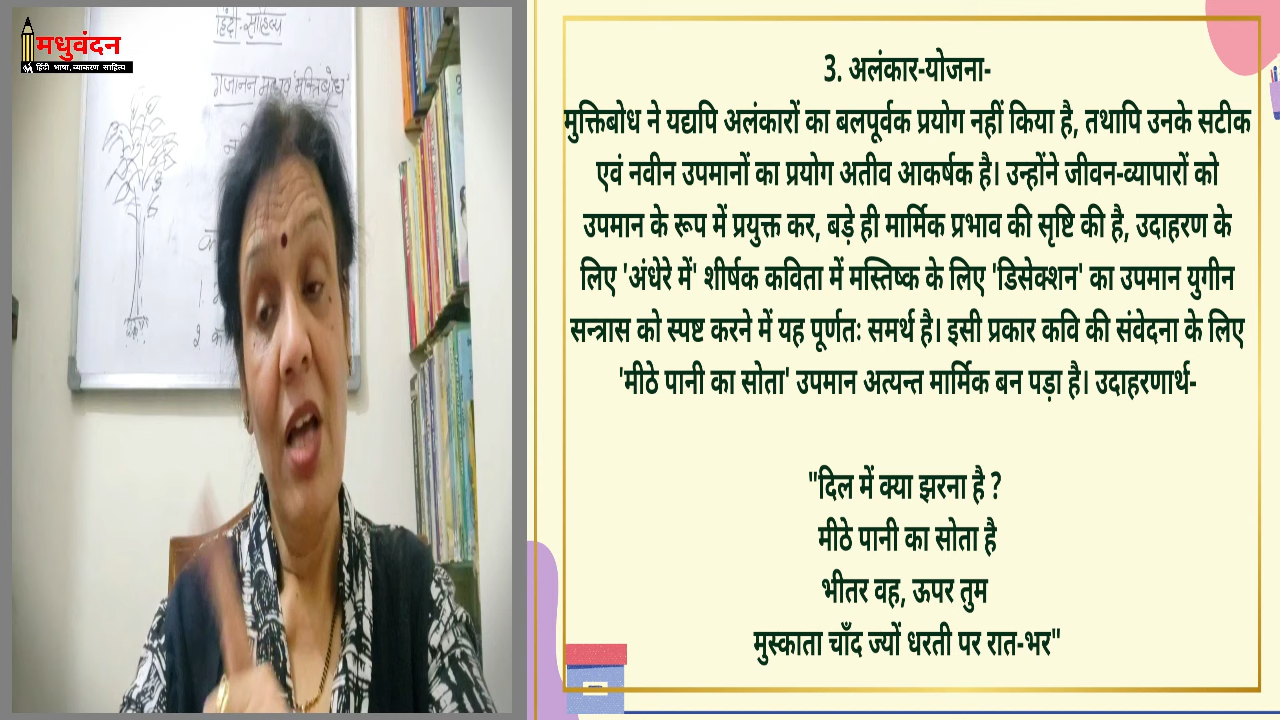 मधुवंदन
हिंदी भाषा, व्याकरण साहित्य
हिंदी-साहित्य
गजानन माधव मुक्तिबोध
3. अलंकार-योजना-
मुक्तिबोध ने यद्यपि अलंकारों का बलपूर्वक प्रयोग नहीं किया है, तथापि उनके सटीक
एवं नवीन उपमानों का प्रयोग अतीव आकर्षक है। उन्होंने जीवन-व्यापारों को
उपमान के रूप में प्रयुक्त कर, बड़े ही मार्मिक प्रभाव की सृष्टि की है, उदाहरण के
लिए 'अंधेरे में' शीर्षक कविता में मस्तिष्क के लिए 'डिसेक्शन' का उपमान युगीन
सन्त्रास को स्पष्ट करने में यह पूर्णतः समर्थ है। इसी प्रकार कवि की संवेदना के लिए
'मीठे पानी का सोता' उपमान अत्यन्त मार्मिक बन पड़ा है। उदाहरणार्थ-
"दिल में क्या झरना है ?
मीठे पानी का सोता है
भीतर वह, ऊपर तुम
मुस्काता चाँद ज्यों धरती पर रात-भर"